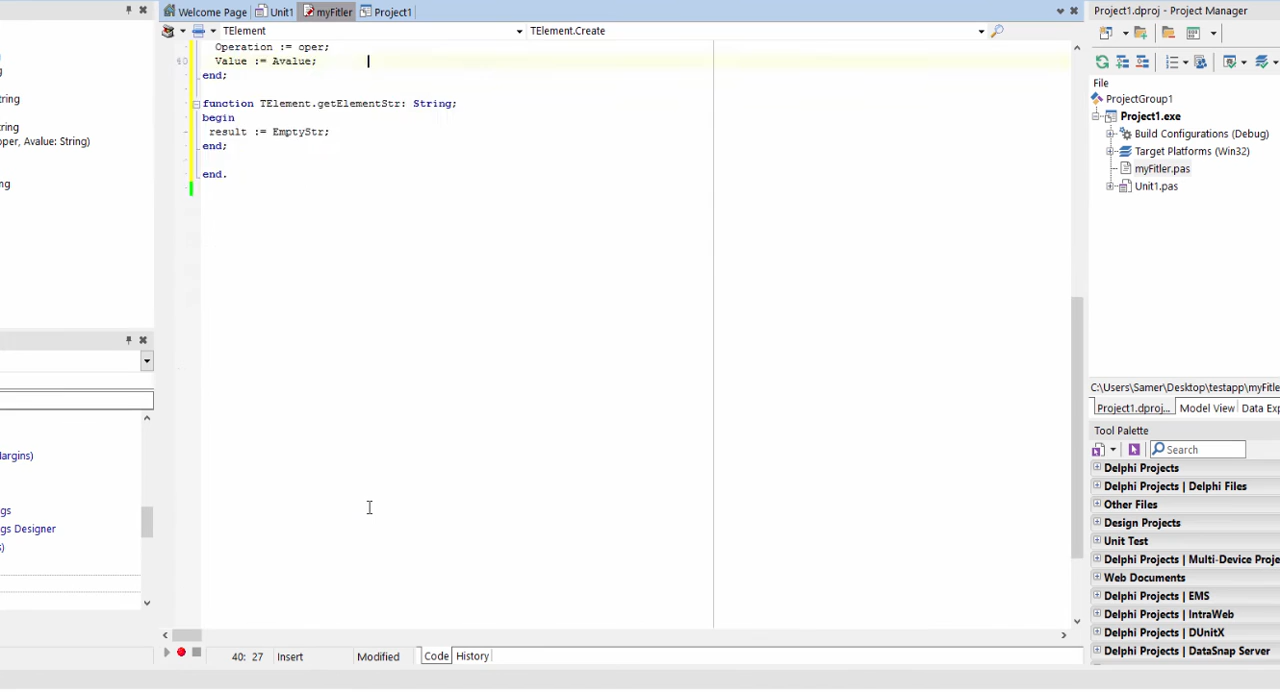 Welcome Page Unit1 myFitler Project1
TElement TElement.Create
Operation := oper;
40 Value := Avalue;
end;
function TElement.getElementStr: String;
begin
result := EmptyStr;
end;
end.
40: 27 Insert Modified Code History
ring
tring
per, Avalue: String)
ng
argins)
gs
gs Designer
s)
Project1.dproj - Project Manager
File
ProjectGroup1
Project1.exe
Build Configurations (Debug)
Target Platforms (Win32)
myFitler.pas
Unit1.pas
C:\Users\Samer\Desktop\testapp\myFitle
Project1.dproj... Model View Data Exp
Tool Palette
Search
Delphi Projects
Delphi Projects | Delphi Files
Other Files
Design Projects
Unit Test
Delphi Projects | Multi-Device Proje
Web Documents
Delphi Projects | EMS
Delphi Projects | IntraWeb
Delphi Projects | DUnitX
Delphi Projects | DataSnap Server